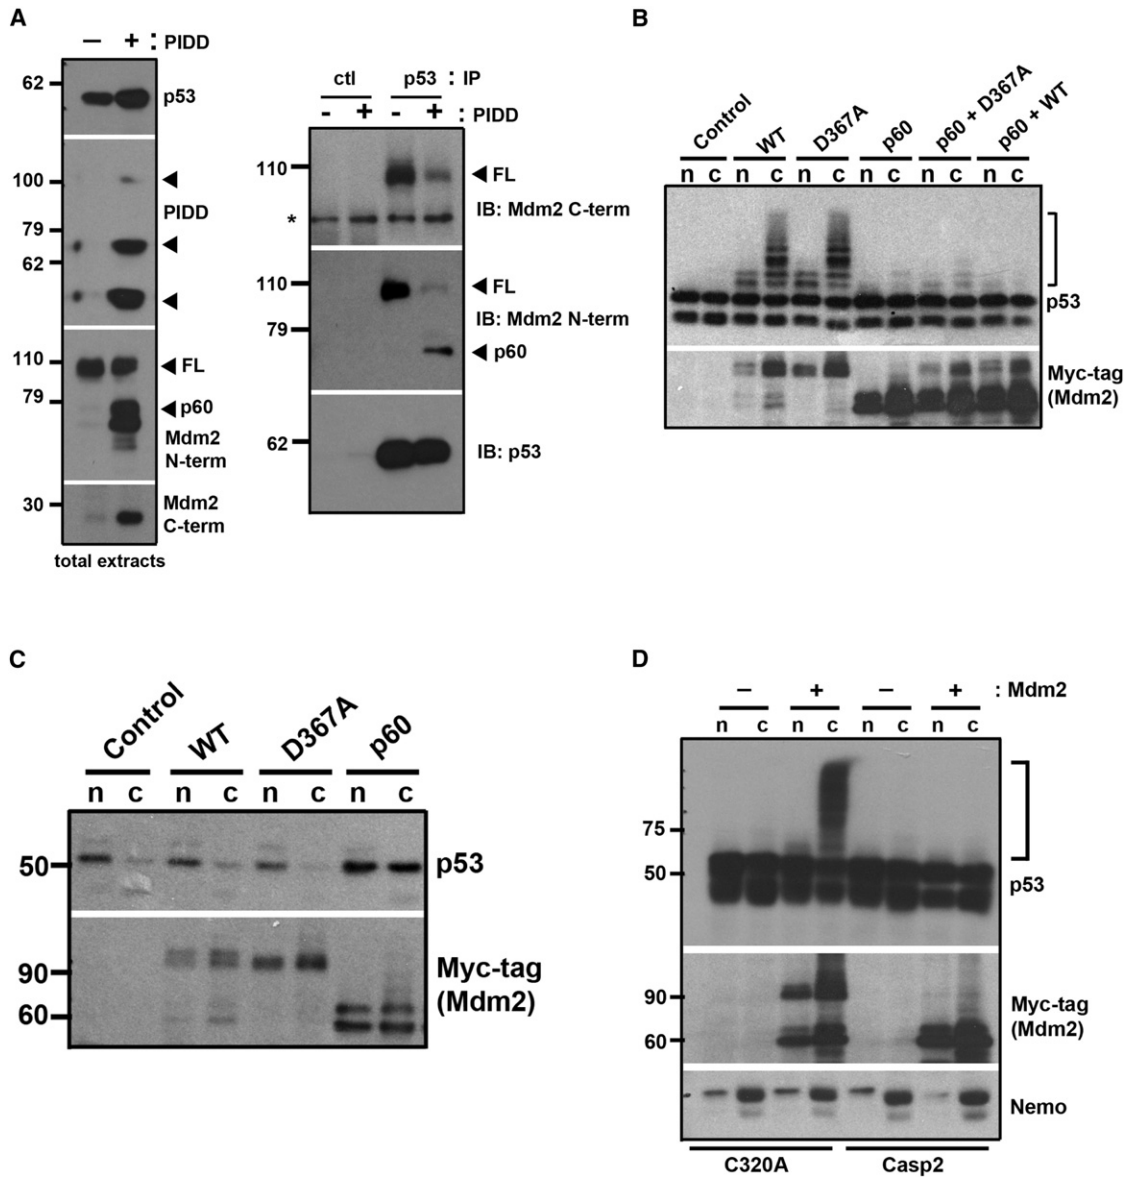 A
– + : PIDD
62
p53
100
PIDD
79
62
110
FL
79
p60
Mdm2
N-term
30
Mdm2
C-term
total extracts
ctl p53 : IP
- + - + : PIDD
110
FL
IB: Mdm2 C-term
*
110
FL
IB: Mdm2 N-term
79
p60
62
IB: p53
B
Control WT D367A p60 p60 + D367A p60 + WT
n c n c n c n c n c n c
p53
Myc-tag
(Mdm2)
C
Control WT D367A p60
n c n c n c n c
50
p53
90
Myc-tag
(Mdm2)
60
D
– + – + : Mdm2
n c n c n c n c
75
50
p53
90
Myc-tag
(Mdm2)
60
Nemo
C320A Casp2